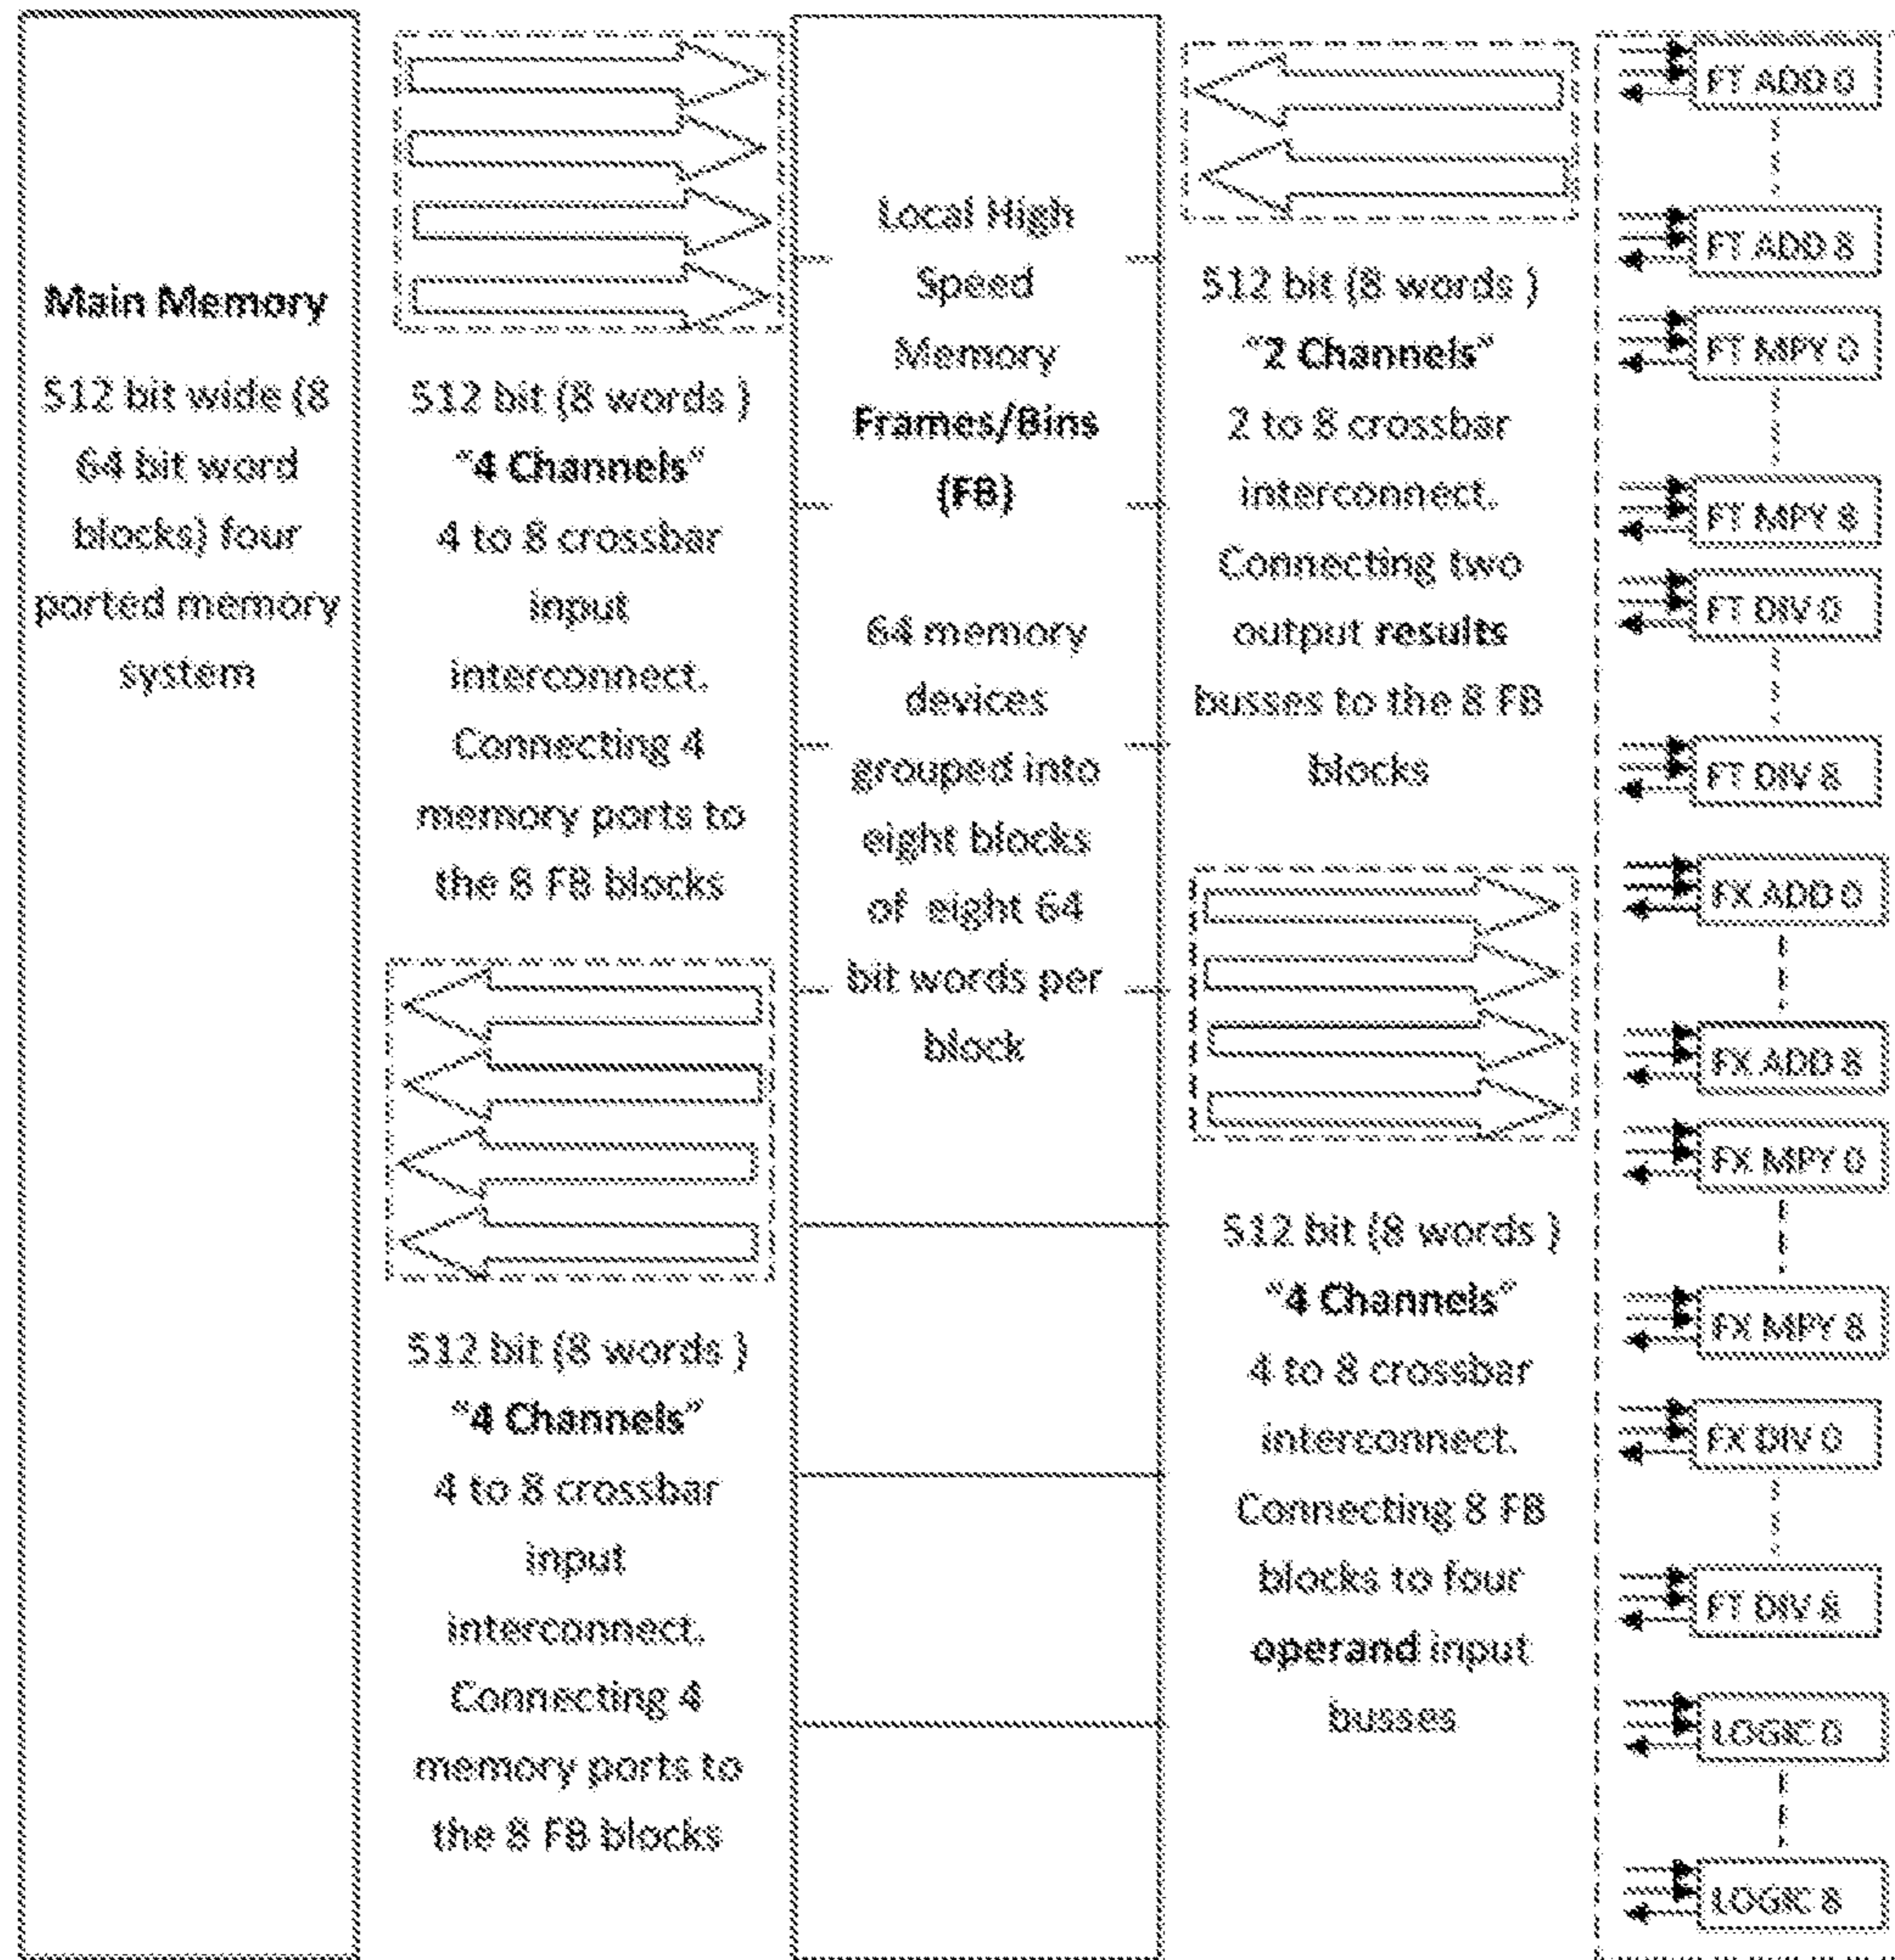 Main Memory
512 bit wide (8
64 bit word
blocks) four
ported memory
system
512 bit (8 words )
"4 Channels"
4 to 8 crossbar
input
interconnect.
Connecting 4
memory ports to
the 8 FB blocks
512 bit (8 words )
"4 Channels"
4 to 8 crossbar
input
interconnect.
Connecting 4
memory ports to
the 8 FB blocks
Local High
Speed
Memory
Frames/Bins
(FB)
64 memory
devices
grouped into
eight blocks
of eight 64
bit words per
block
512 bit (8 words )
"2 Channels"
2 to 8 crossbar
interconnect.
Connecting two
output results
busses to the 8 FB
blocks
512 bit (8 words )
"4 Channels"
4 to 8 crossbar
interconnect.
Connecting 8 FB
blocks to four
operand input
busses
FT ADD 0
FT ADD 8
FT MPY 0
FT MPY 8
FT DIV 0
FT DIV 8
FX ADD 0
FX ADD 8
FX MPY 0
FX MPY 8
FX DIV 0
FT DIV 8
LOGIC 0
LOGIC 8